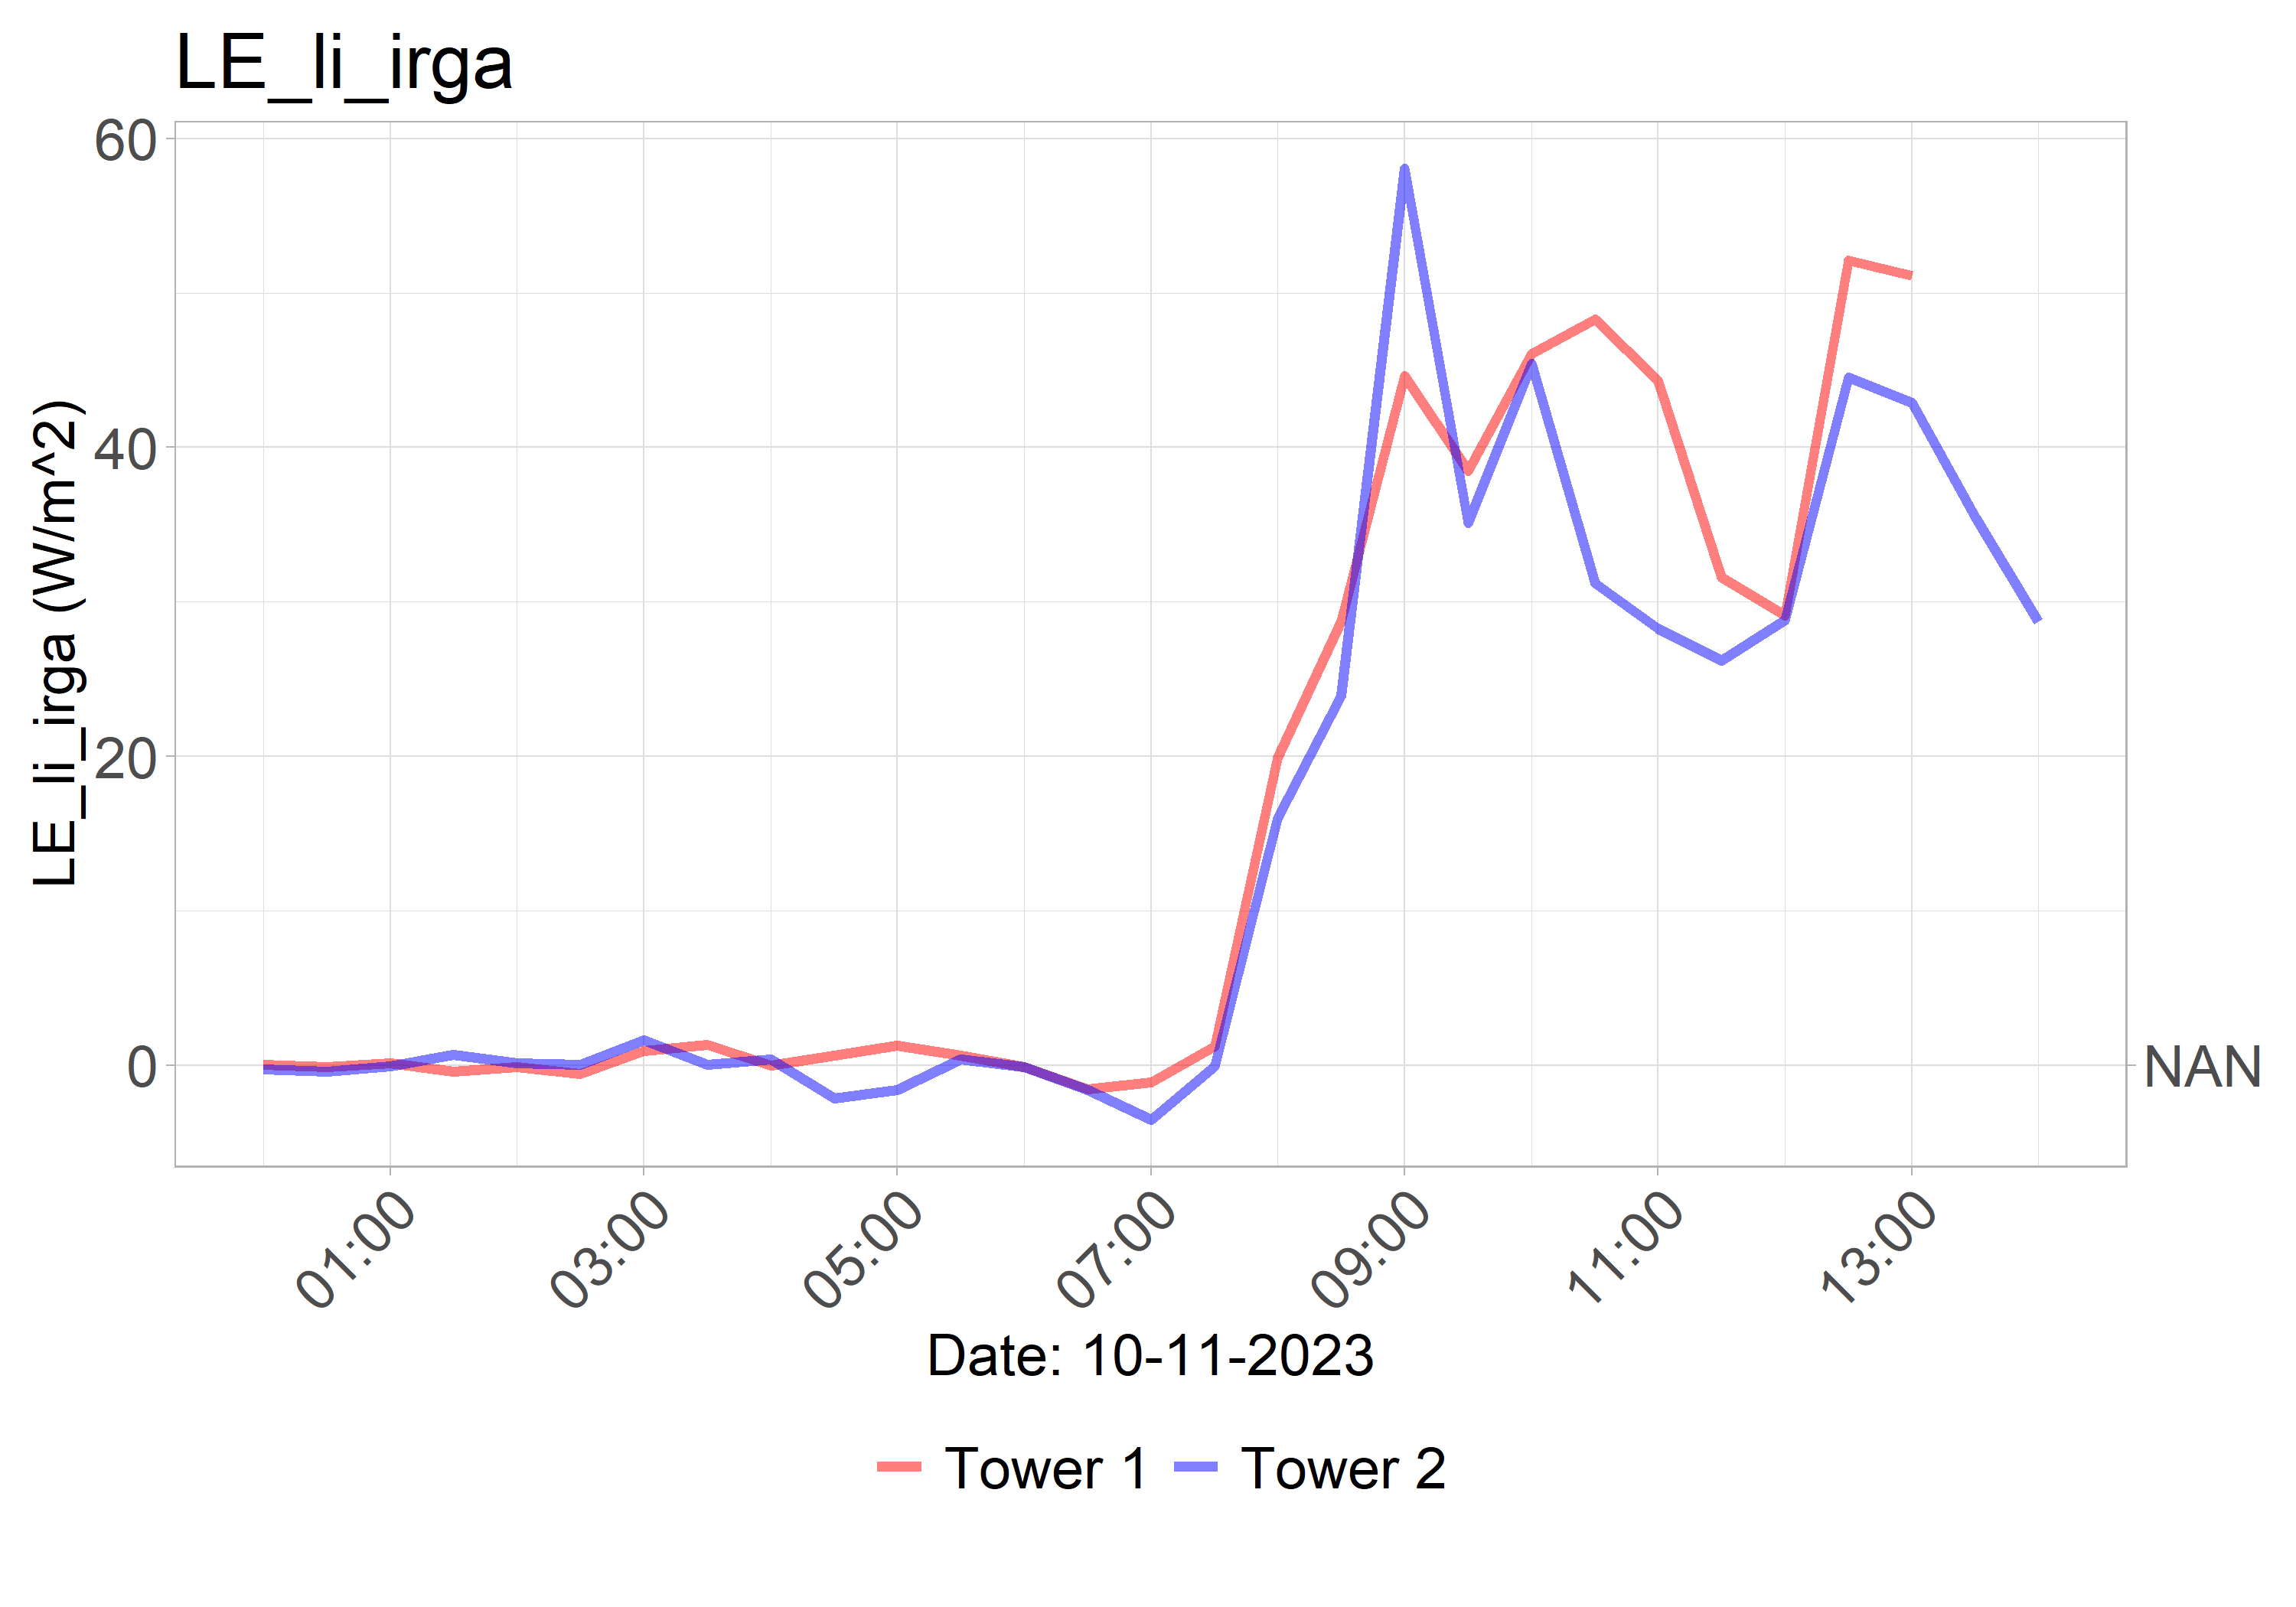 LE_li_irga
LE_li_irga (W/m^2)
60
40
20
0
NAN
01:00 03:00 05:00 07:00 09:00 11:00 13:00
Date: 10-11-2023
Tower 1 Tower 2